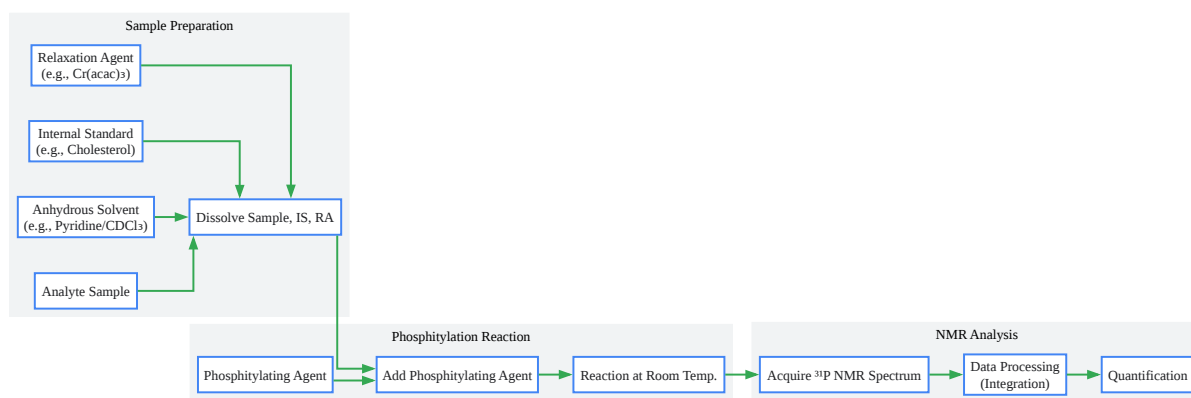 Sample Preparation
Relaxation Agent
(e.g., Cr(acac)₃)
Internal Standard
(e.g., Cholesterol)
Anhydrous Solvent
(e.g., Pyridine/CDCl₃)
Dissolve Sample, IS, RA
Analyte Sample
Phosphitylation Reaction
Phosphitylating Agent
Add Phosphitylating Agent
Reaction at Room Temp.
NMR Analysis
Acquire ³¹P NMR Spectrum
Data Processing
(Integration)
Quantification